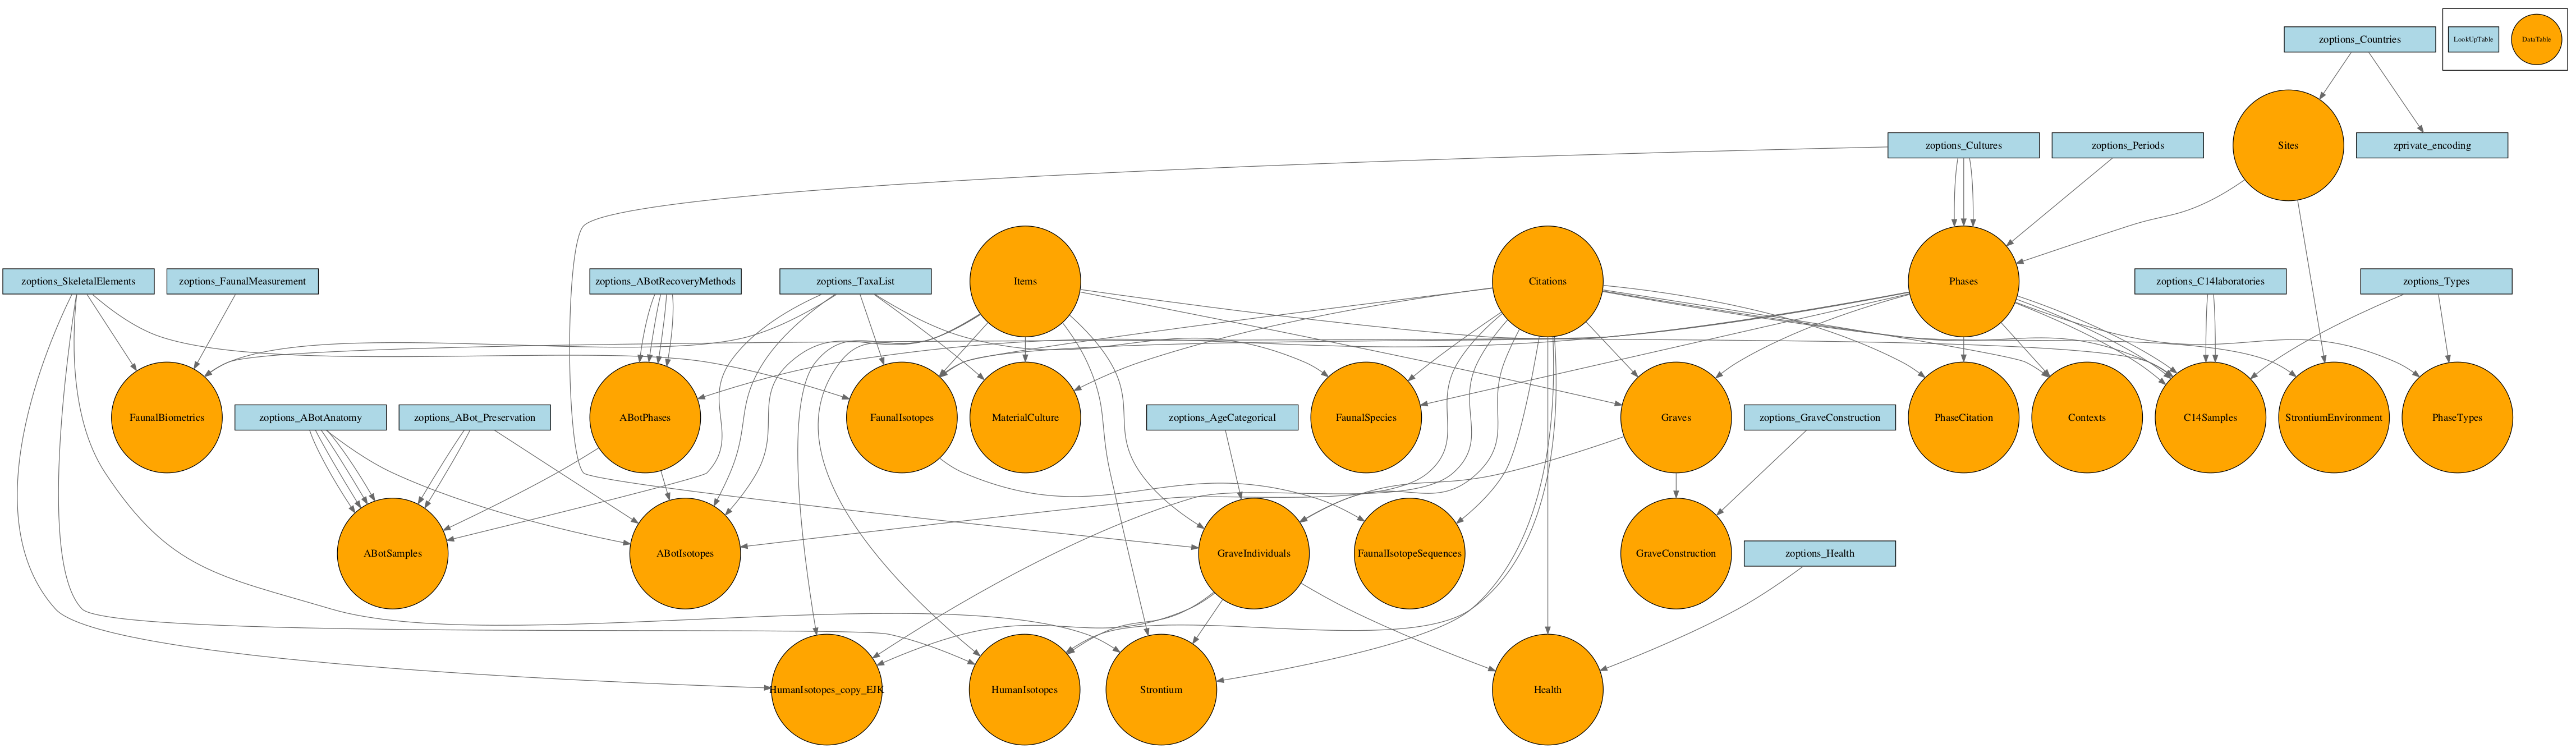 zoptions_Countries
LookUpTable
DataTable
zoptions_Cultures
zoptions_Periods
Sites
zprivate_encoding
zoptions_SkeletalElements
zoptions_FaunalMeasurement
zoptions_ABotRecoveryMethods
zoptions_TaxaList
Items
Citations
Phases
zoptions_C14laboratories
zoptions_Types
FaunalBiometrics
zoptions_ABotAnatomy
zoptions_ABot_Preservation
ABotPhases
FaunalIsotopes
MaterialCulture
zoptions_AgeCategorical
FaunalSpecies
Graves
zoptions_GraveConstruction
PhaseCitation
Contexts
C14Samples
StrontiumEnvironment
PhaseTypes
ABotSamples
ABotIsotopes
GraveIndividuals
FaunalIsotopeSequences
GraveConstruction
zoptions_Health
HumanIsotopes_copy_EJK
HumanIsotopes
Strontium
Health